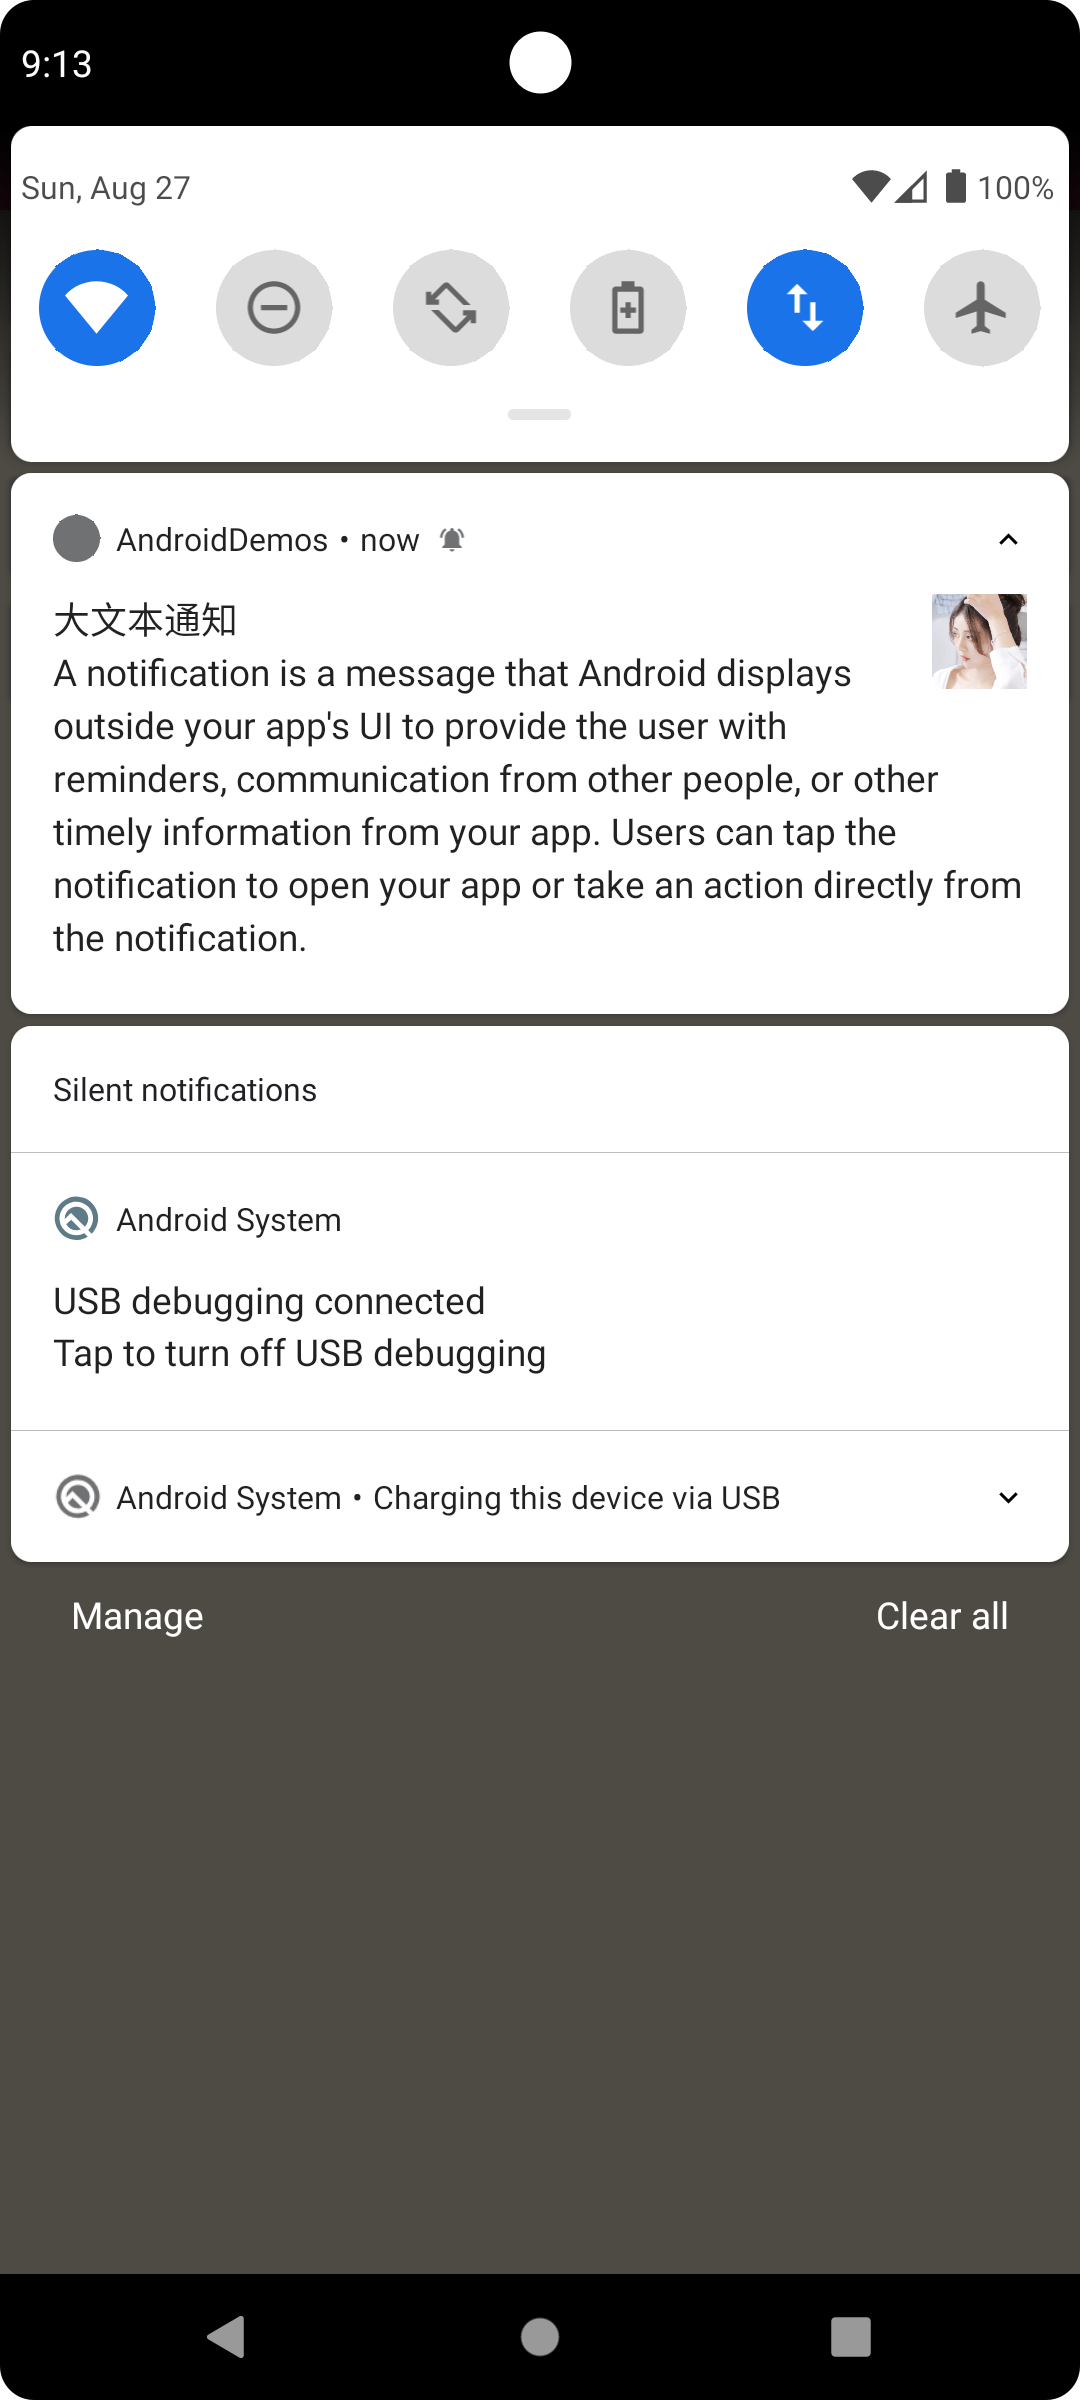 9:13
Sun, Aug 27
100%
AndroidDemos • now
大文本通知
A notification is a message that Android displays
outside your app's UI to provide the user with
reminders, communication from other people, or other
timely information from your app. Users can tap the
notification to open your app or take an action directly from
the notification.
Silent notifications
Android System
USB debugging connected
Tap to turn off USB debugging
Android System • Charging this device via USB
Manage
Clear all